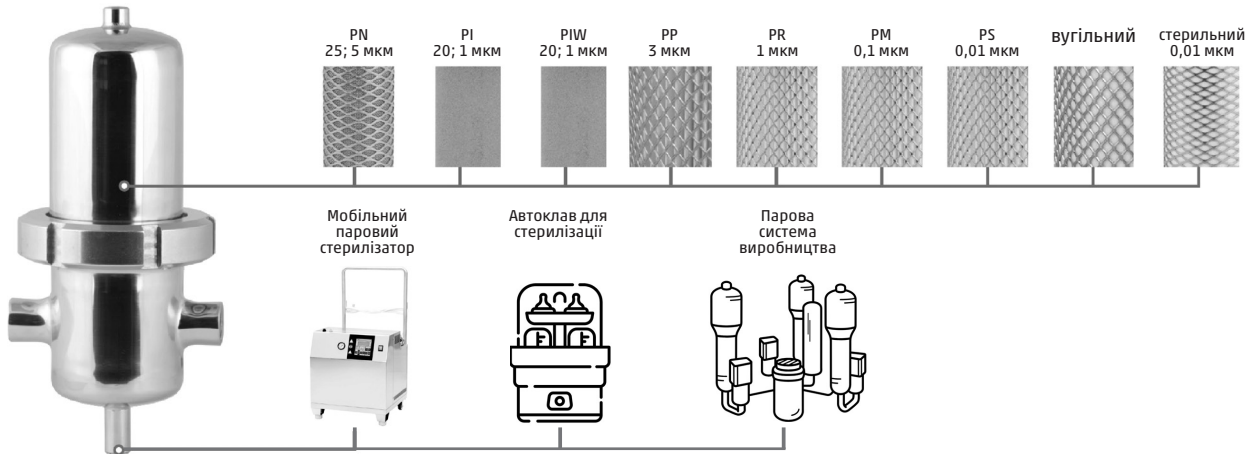 PN
25; 5 мкм
PI
20; 1 мкм
PIW
20; 1 мкм
PP
3 мкм
PR
1 мкм
PM
0,1 мкм
PS
0,01 мкм
вугільний
стерильний
0,01 мкм
Мобільний
паровий
стерилізатор
Автоклав для
стерилізації
Парова
система
виробництва